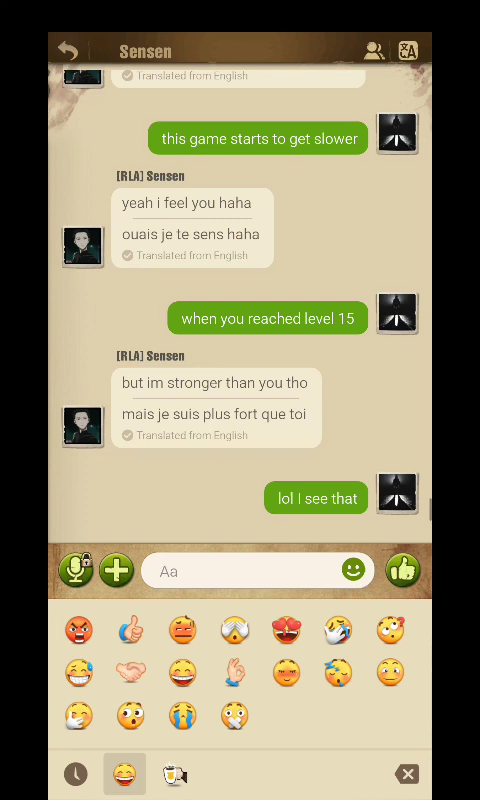 Sensen
Translated from English
this game starts to get slower
[RLA] Sensen
yeah i feel you haha
ouais je te sens haha
Translated from English
when you reached level 15
[RLA] Sensen
but im stronger than you tho
mais je suis plus fort que toi
Translated from English
lol I see that
Aa